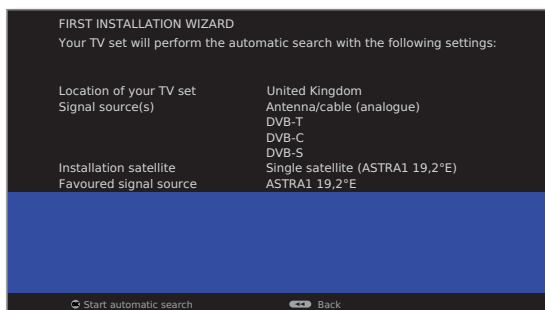 FIRST INSTALLATION WIZARD
Your TV set will perform the automatic search with the following settings:
Location of your TV set United Kingdom
Signal source(s) Antenna/cable (analogue)
DVB-T
DVB-C
DVB-S
Installation satellite Single satellite (ASTRA1 19,2°E)
Favoured signal source ASTRA1 19,2°E
OK Start automatic search Back